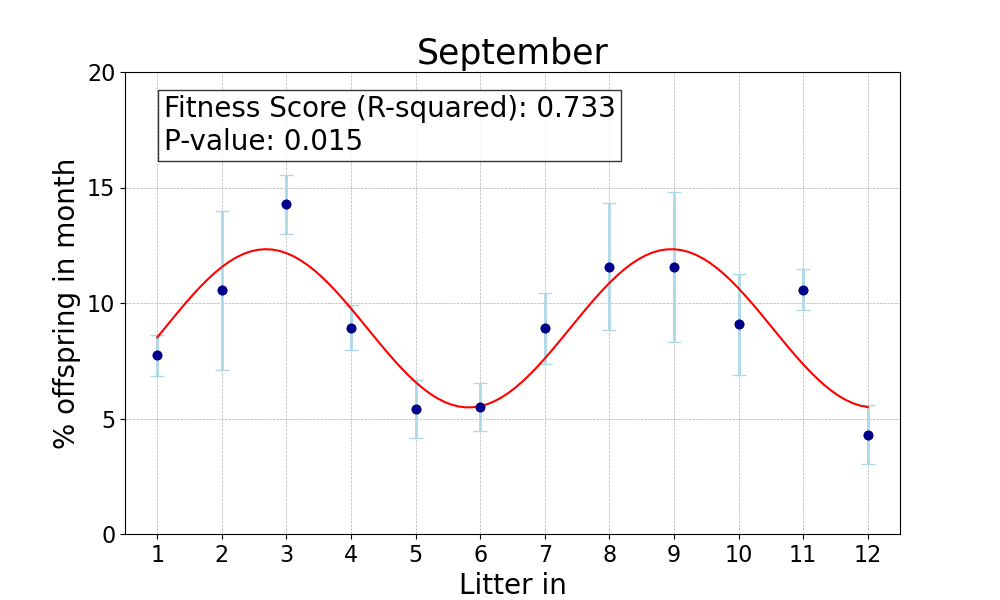 September
Fitness Score (R-squared): 0.733
P-value: 0.015
% offspring in month
20
15
10
5
0
1 2 3 4 5 6 7 8 9 10 11 12
Litter in